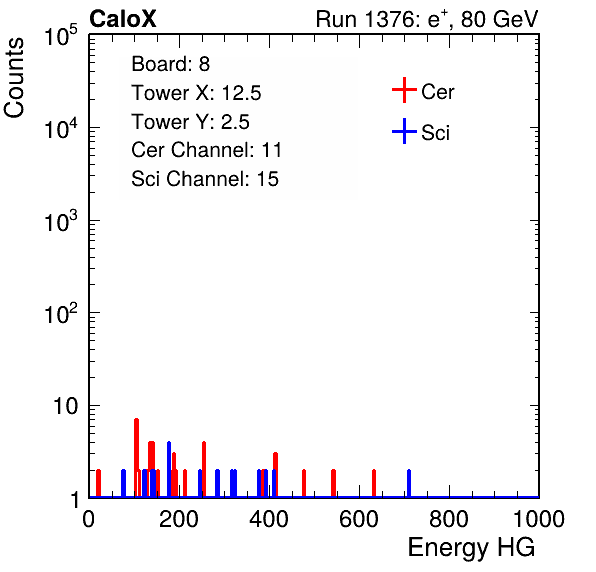 CaloX Run 1376: e⁺, 80 GeV
Counts
10⁵
10⁴
10³
10²
10
1
Board: 8
Tower X: 12.5
Tower Y: 2.5
Cer Channel: 11
Sci Channel: 15
Cer
Sci
0 200 400 600 800 1000
Energy HG